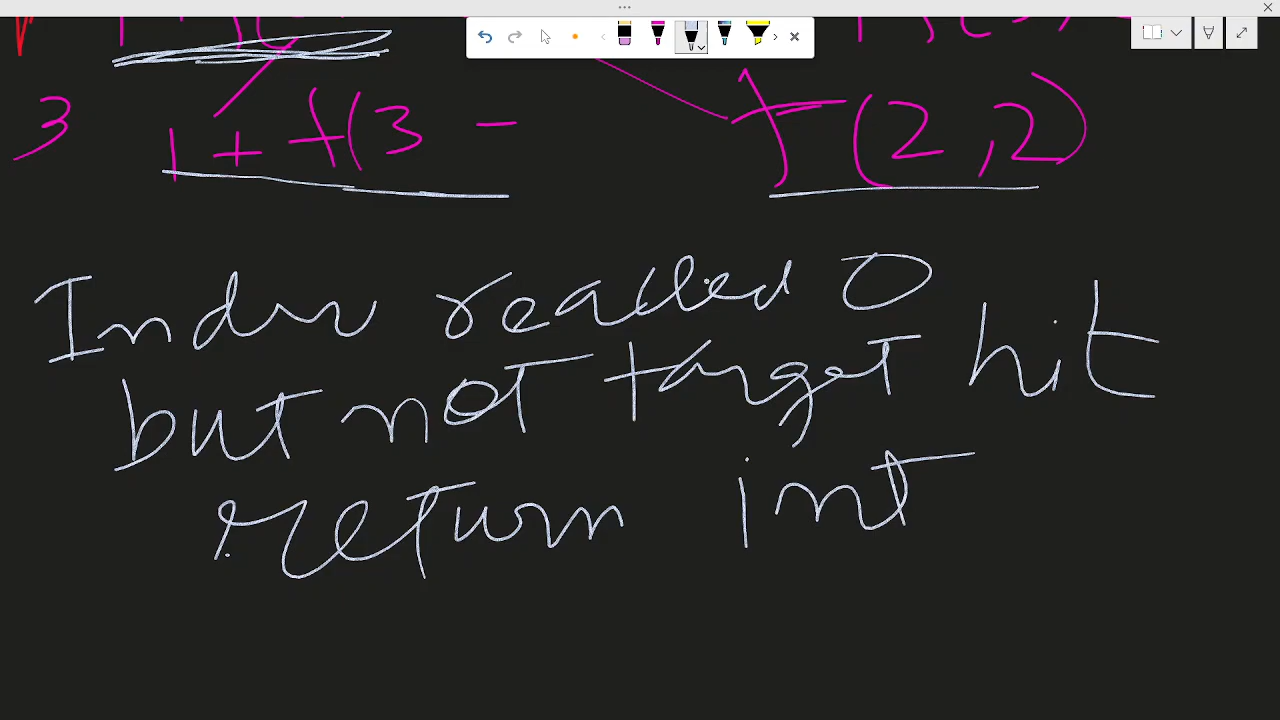 3 1 + f(3 - f(2,2)
Index reached 0
but not target hit
return int